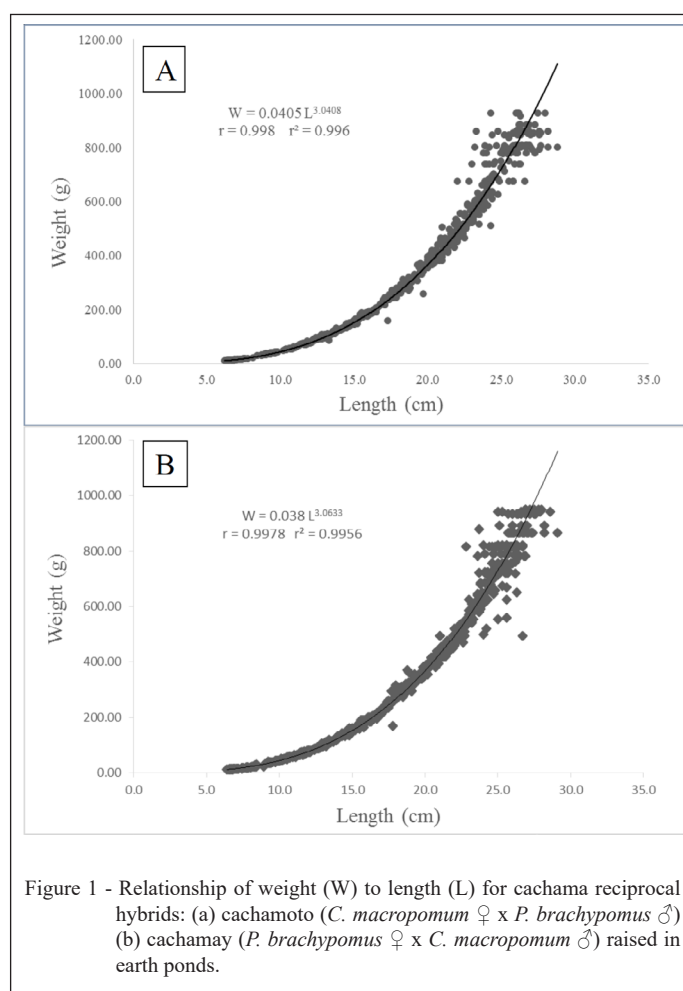 1200.00
A
1000.00
W = 0.0405 L3.0408
r = 0.998 r² = 0.996
800.00
600.00
400.00
200.00
0.00
Weight (g)
0.0 5.0 10.0 15.0 20.0 25.0 30.0 35.0
Length (cm)
1200.00
B
1000.00
W = 0.038 L3.0633
r = 0.9978 r² = 0.9956
800.00
600.00
400.00
200.00
0.00
Weight (g)
0.0 5.0 10.0 15.0 20.0 25.0 30.0 35.0
Length (cm)
Figure 1 - Relationship of weight (W) to length (L) for cachama reciprocal
hybrids: (a) cachamoto (C. macropomum ♀ x P. brachypomus ♂)
(b) cachamay (P. brachypomus ♀ x C. macropomum ♂) raised in
earth ponds.